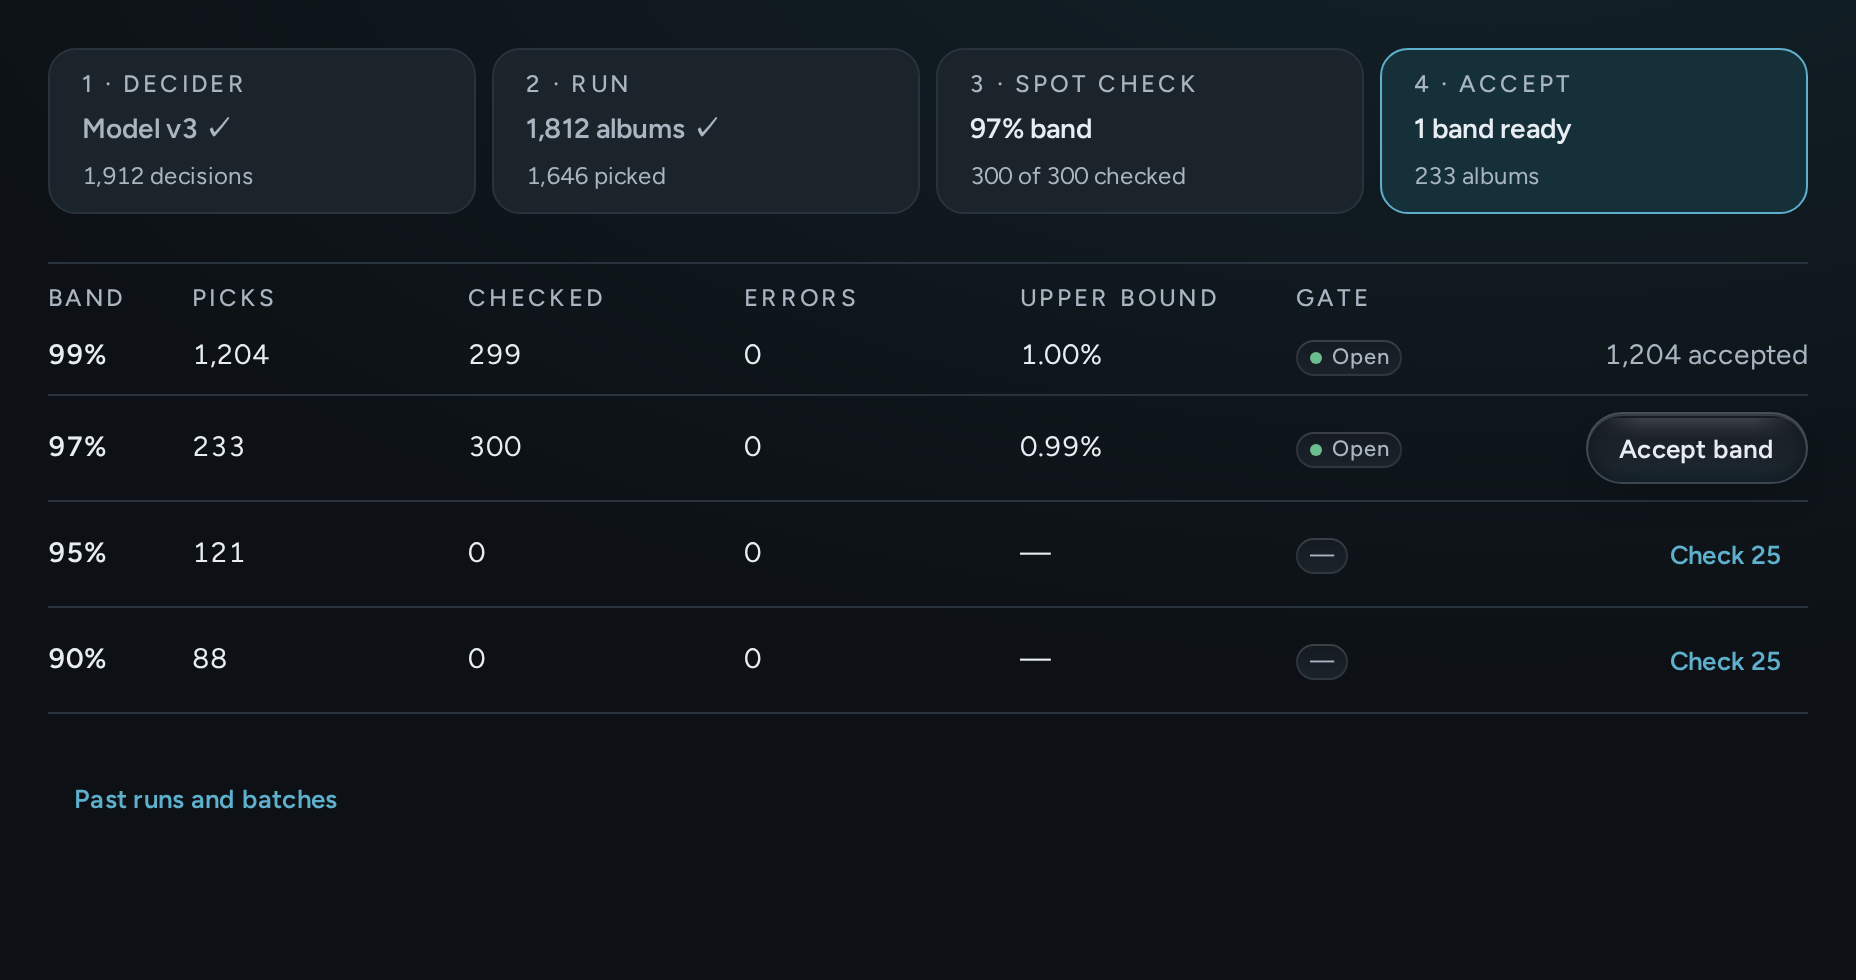 1 · DECIDER
Model v3 ✓
1,912 decisions
2 · RUN
1,812 albums ✓
1,646 picked
3 · SPOT CHECK
97% band
300 of 300 checked
4 · ACCEPT
1 band ready
233 albums
BAND PICKS CHECKED ERRORS UPPER BOUND GATE
99% 1,204 299 0 1.00% Open 1,204 accepted
97% 233 300 0 0.99% Open Accept band
95% 121 0 0 — — Check 25
90% 88 0 0 — — Check 25
Past runs and batches